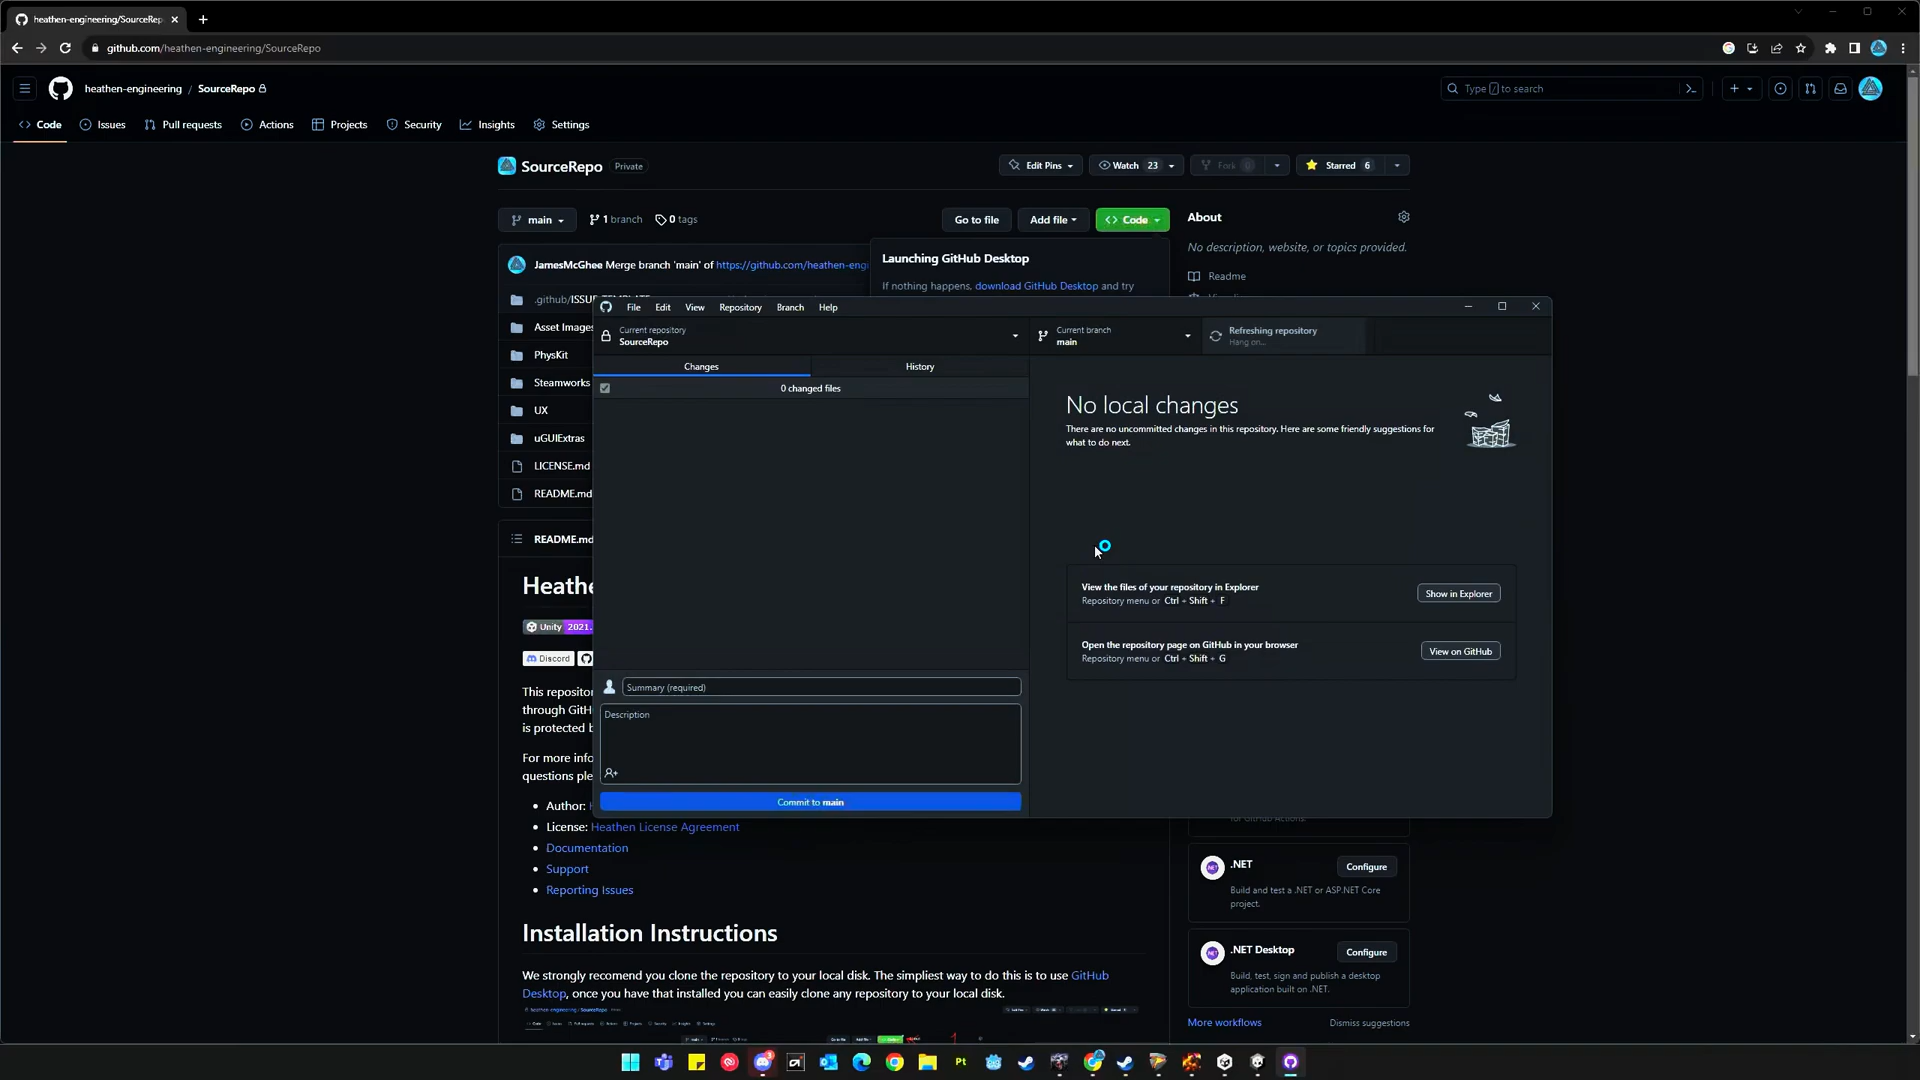 heathen-engineering/SourceRep
github.com/heathen-engineering/SourceRepo
heathen-engineering / SourceRepo
Type / to search
Code
Issues
Pull requests
Actions
Projects
Security
Insights
Settings
SourceRepo Private
Edit Pins
Watch 23
Fork
Starred 6
main
1 branch
0 tags
Go to file
Add file
Code
About
No description, website, or topics provided.
Readme
JamesMcGhee Merge branch 'main' of https://github.com/heathen-engi
Launching GitHub Desktop
If nothing happens, download GitHub Desktop and try
Asset Images
PhysKit
Steamworks
UX
uGUIExtras
LICENSE.md
README.md
File Edit View Repository Branch Help
Current repository
SourceRepo
Current branch
main
Refreshing repository
Hang on...
Changes
History
0 changed files
No local changes
There are no uncommitted changes in this repository. Here are some friendly suggestions for
what to do next.
View the files of your repository in Explorer
Repository menu or Ctrl + Shift + F
Show in Explorer
Open the repository page on GitHub in your browser
Repository menu or Ctrl + Shift + G
View on GitHub
Summary (required)
Description
Commit to main
README.md
Heathe
Unity 2021.
Discord
This repositor
through GitH
is protected b
For more info
questions ple
Author:
License: Heathen License Agreement
Documentation
Support
Reporting Issues
Installation Instructions
We strongly recomend you clone the repository to your local disk. The simpliest way to do this is to use GitHub
Desktop, once you have that installed you can easily clone any repository to your local disk.
for GitHub Actions.
.NET
Configure
Build and test a .NET or ASP.NET Core
project.
.NET Desktop
Configure
Build, test, sign and publish a desktop
application built on .NET.
More workflows
Dismiss suggestions
Pt